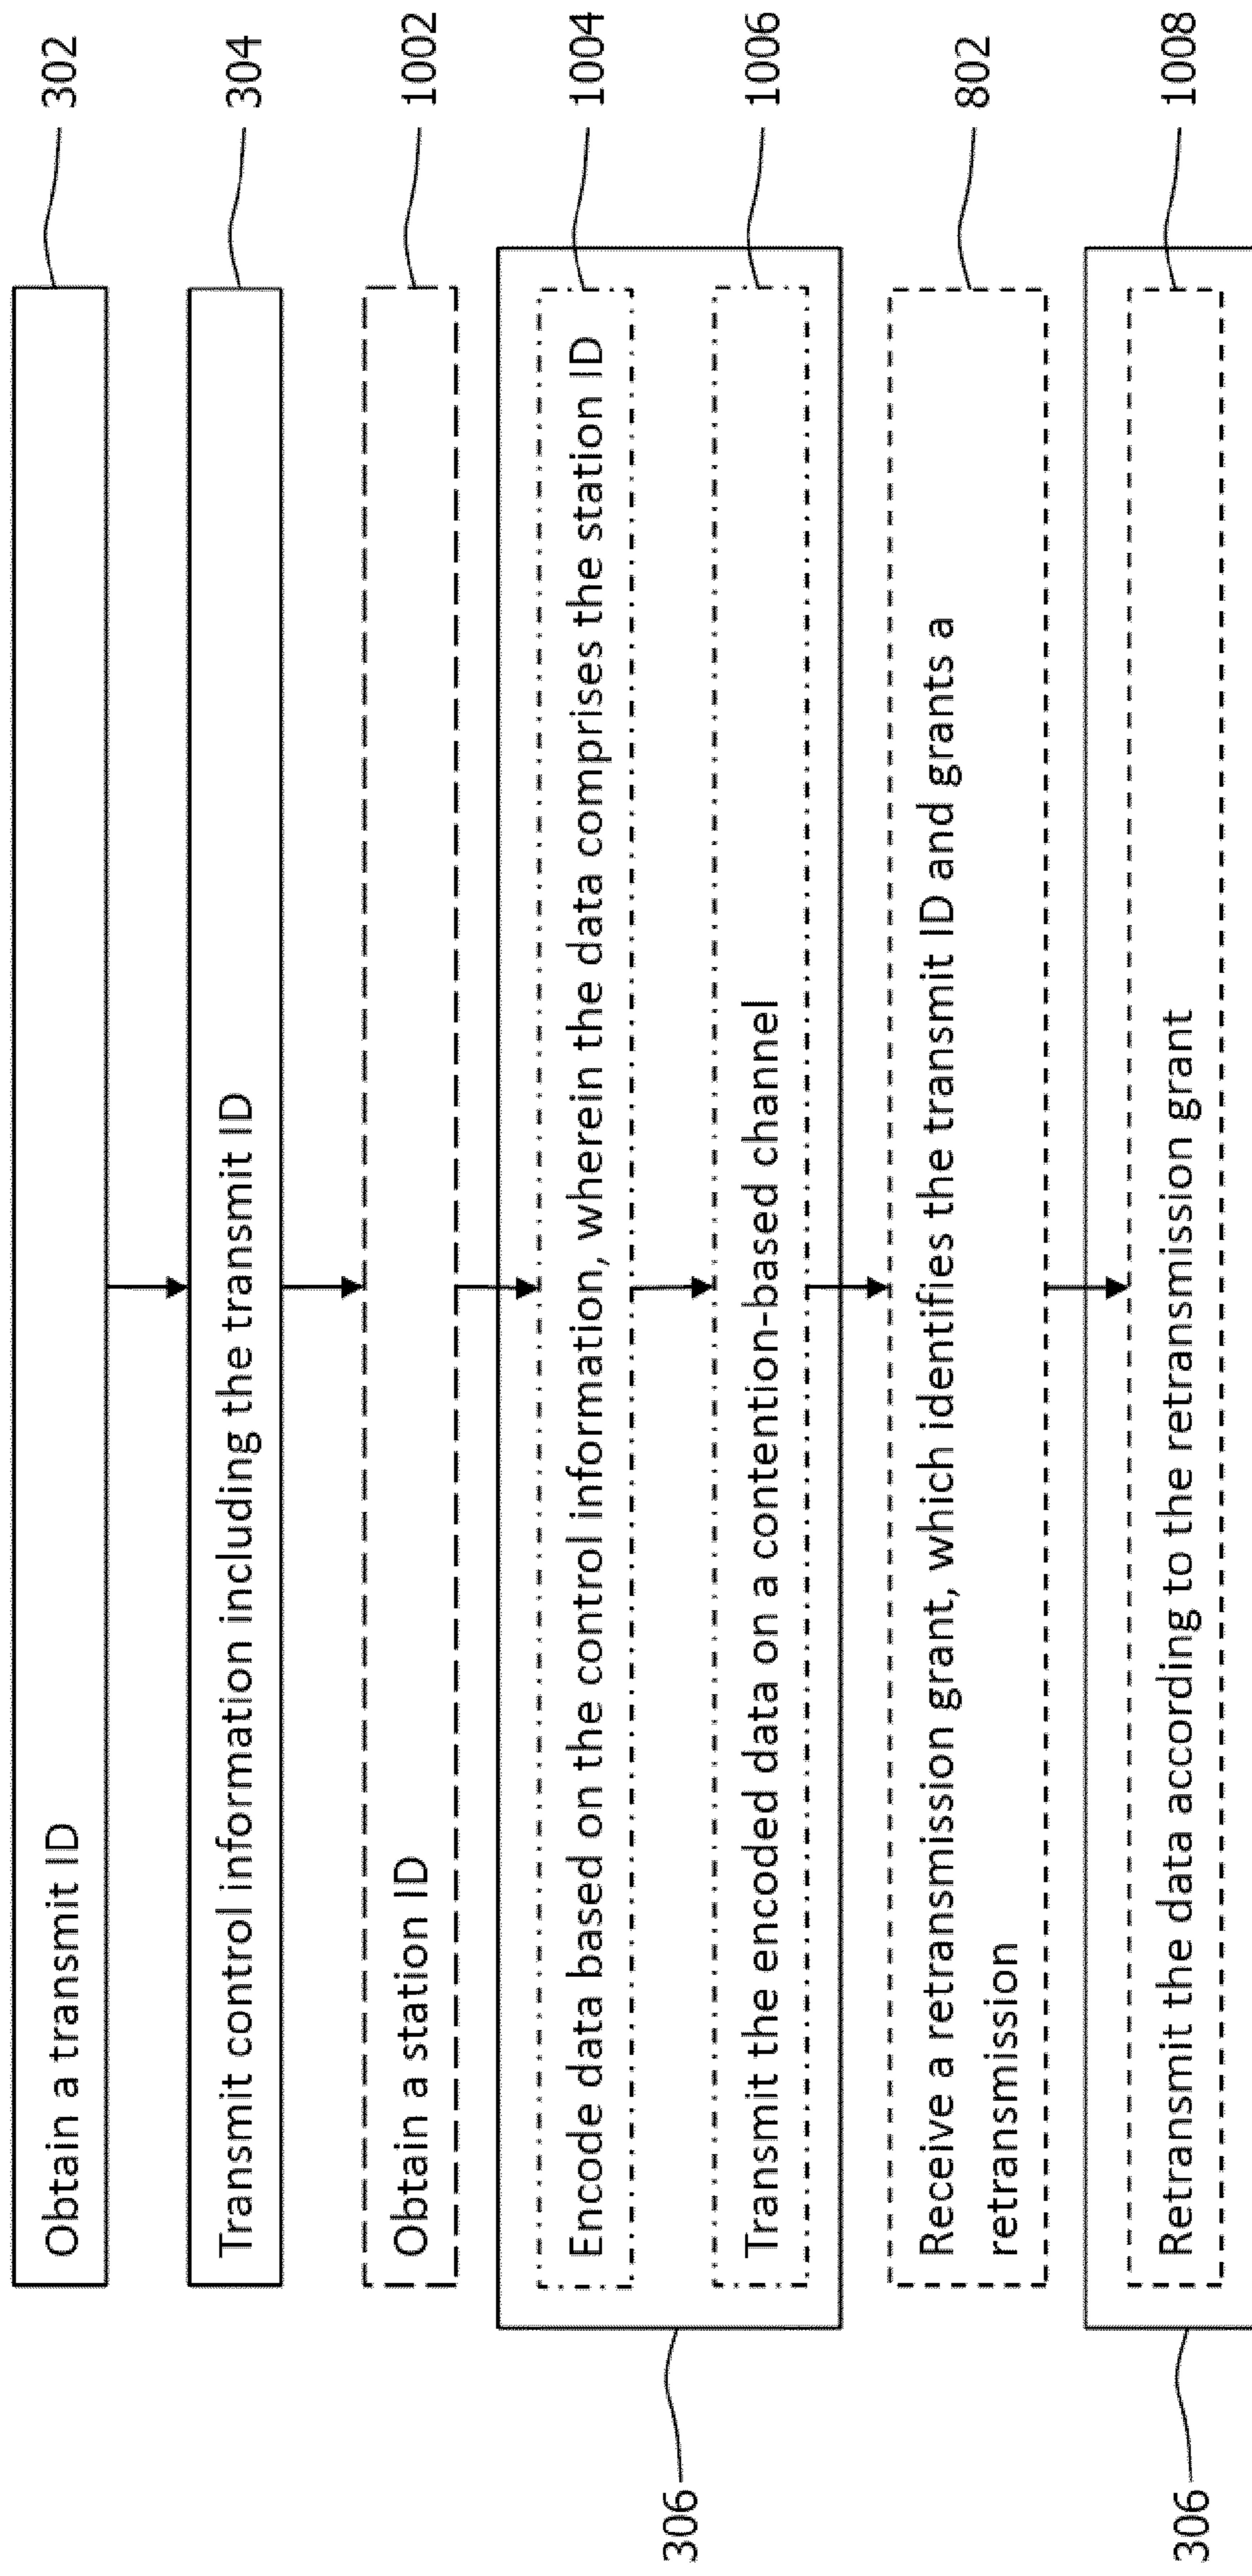 Obtain a transmit ID
302
Transmit control information including the transmit ID
304
Obtain a station ID
1002
Encode data based on the control information, wherein the data comprises the station ID
1004
Transmit the encoded data on a contention-based channel
1006
306
Receive a retransmission grant, which identifies the transmit ID and grants a
retransmission
802
Retransmit the data according to the retransmission grant
1008
306